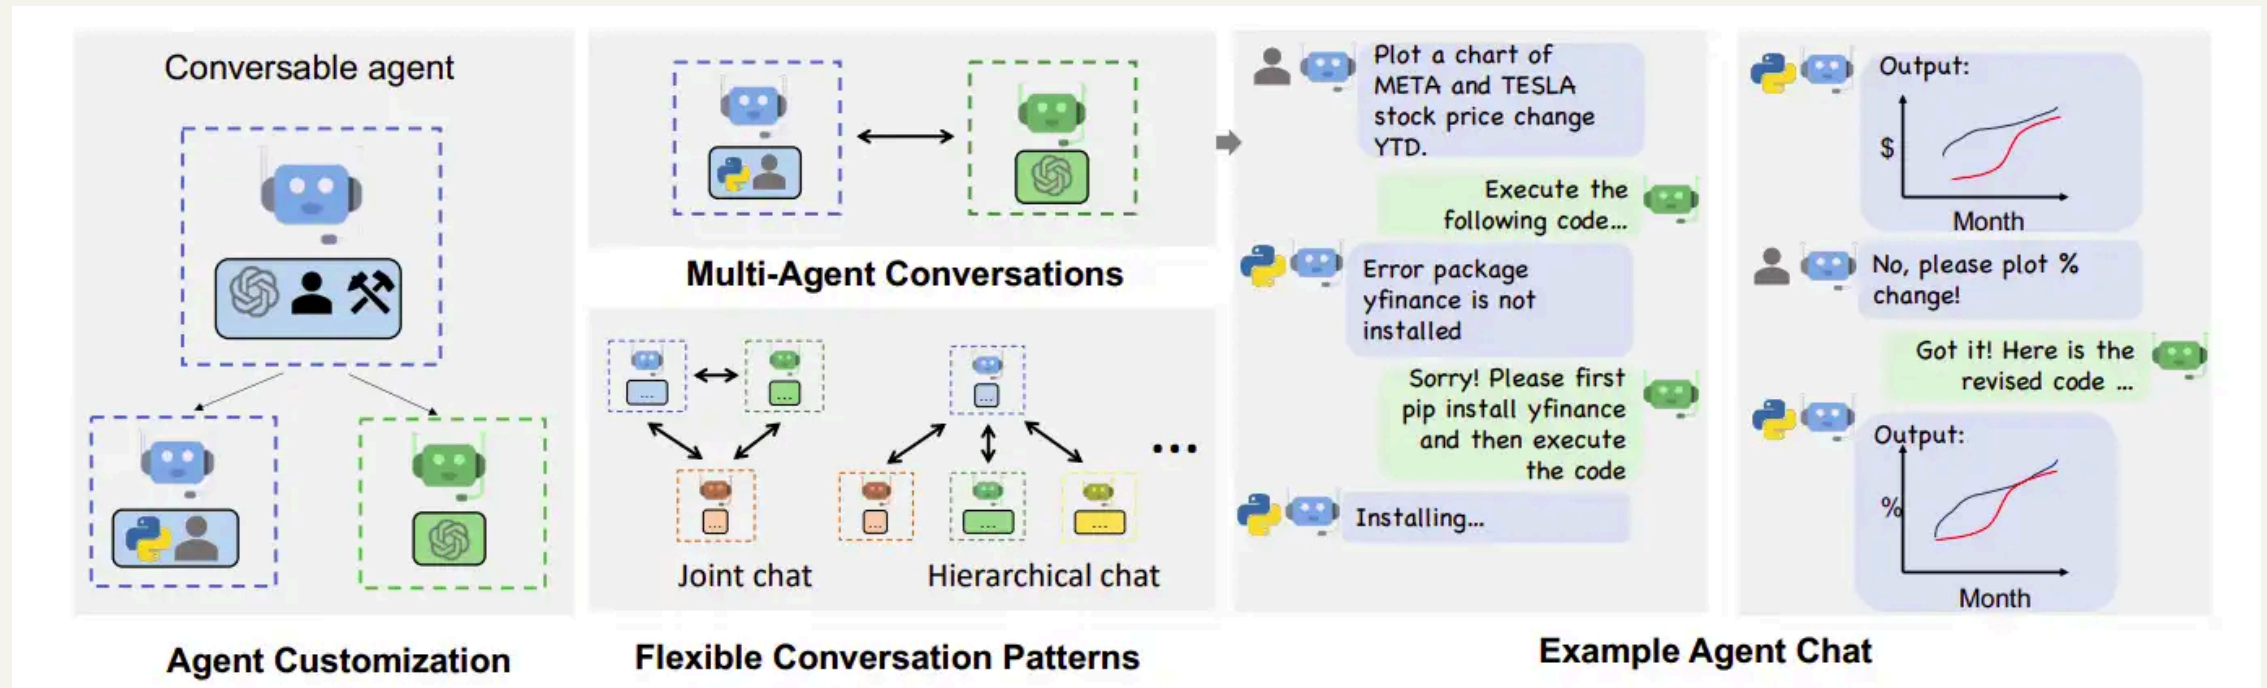 Conversable agent
Agent Customization
Multi-Agent Conversations
...
...
...
...
...
...
...
...
Joint chat
Hierarchical chat
Flexible Conversation Patterns
Plot a chart of
META and TESLA
stock price change
YTD.
Execute the
following code...
Error package
yfinance is not
installed
Sorry! Please first
pip install yfinance
and then execute
the code
Installing...
Output:
$
Month
No, please plot %
change!
Got it! Here is the
revised code ...
Output:
%
Month
Example Agent Chat